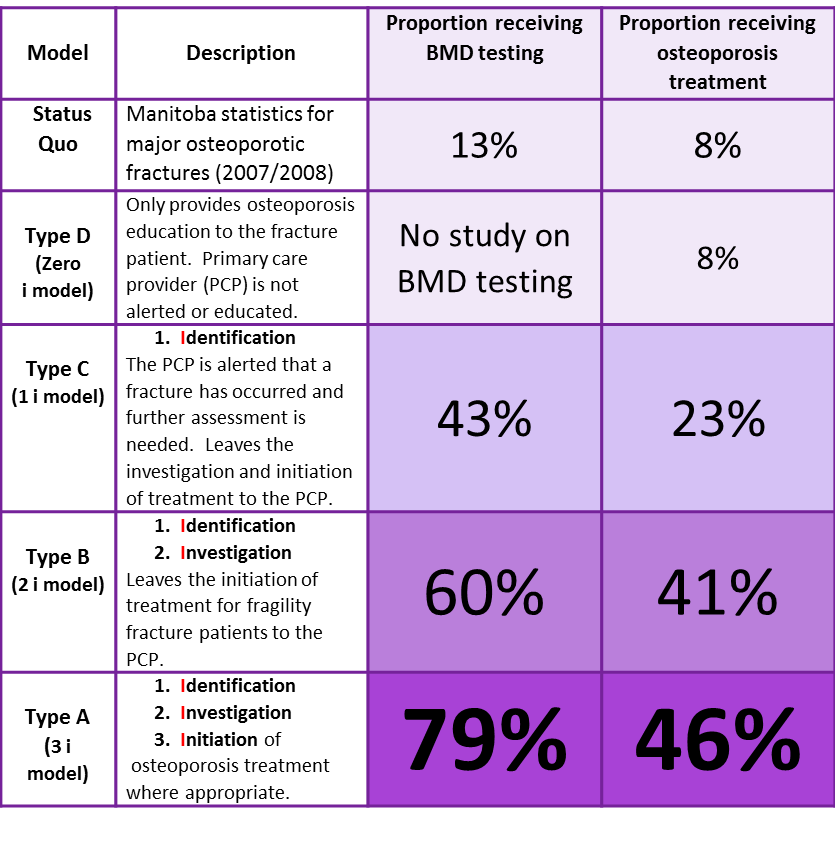 Model
Description
Proportion receiving
BMD testing
Proportion receiving
osteoporosis
treatment
Status
Quo
Manitoba statistics for
major osteoporotic
fractures (2007/2008)
13%
8%
Type D
(Zero
i model)
Only provides osteoporosis
education to the fracture
patient.  Primary care
provider (PCP) is not
alerted or educated.
No study on
BMD testing
8%
Type C
(1 i model)
1. Identification
The PCP is alerted that a
fracture has occurred and
further assessment is
needed.  Leaves the
investigation and initiation
of treatment to the PCP.
43%
23%
Type B
(2 i model)
1. Identification
2. Investigation
Leaves the initiation of
treatment for fragility
fracture patients to the
PCP.
60%
41%
Type A
(3 i
model)
1. Identification
2. Investigation
3. Initiation of
osteoporosis treatment
where appropriate.
79%
46%